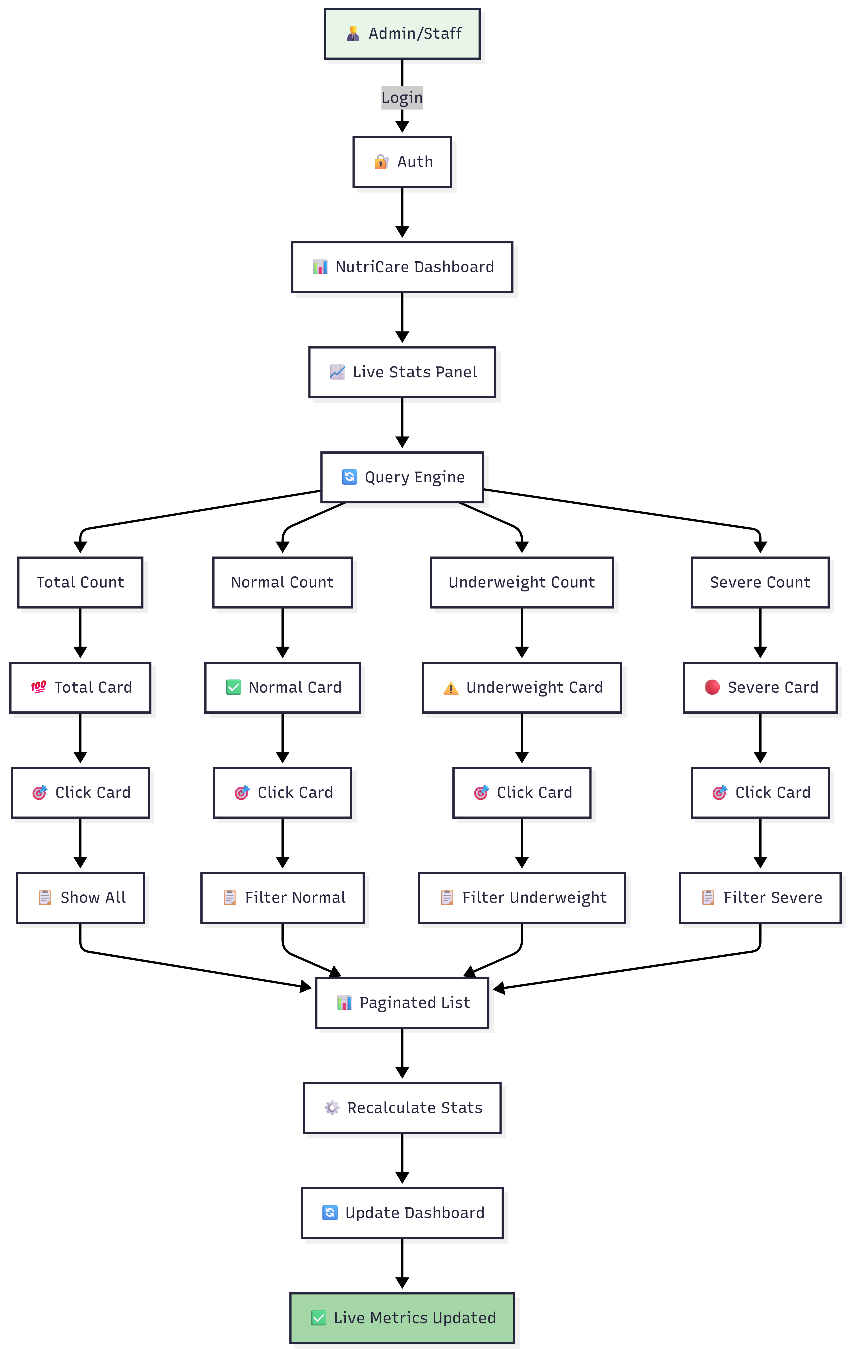 Admin/Staff
Login
Auth
NutriCare Dashboard
Live Stats Panel
Query Engine
Total Count
Normal Count
Underweight Count
Severe Count
💯 Total Card
Normal Card
Underweight Card
Severe Card
Click Card
Click Card
Click Card
Click Card
Show All
Filter Normal
Filter Underweight
Filter Severe
Paginated List
Recalculate Stats
Update Dashboard
Live Metrics Updated